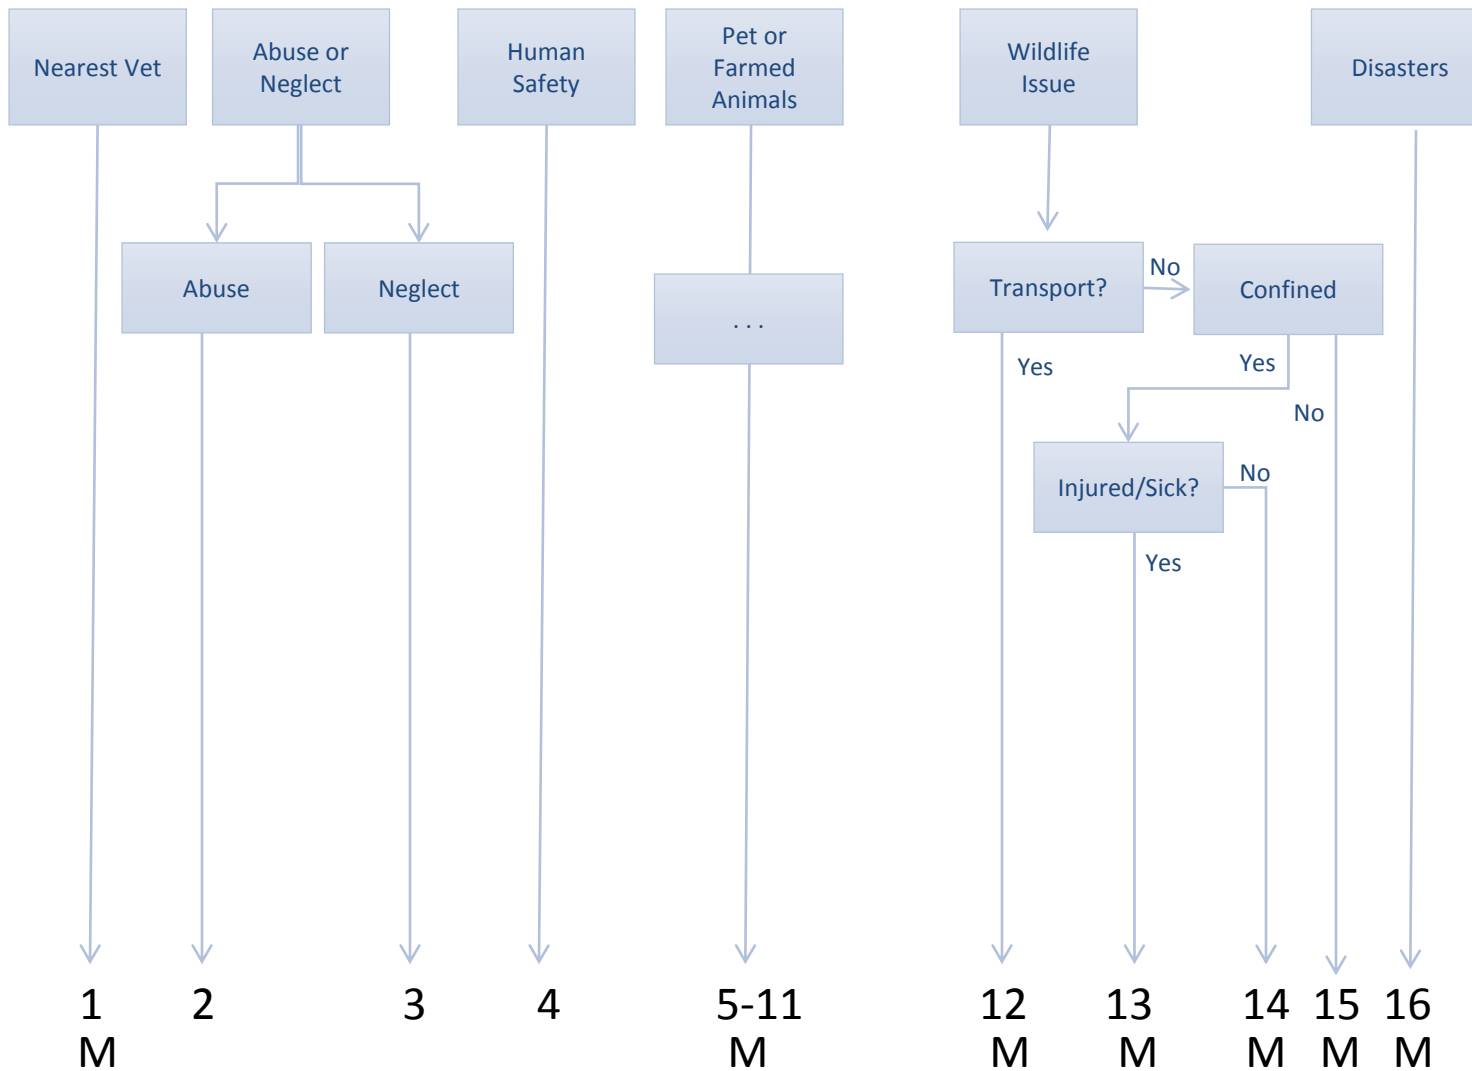 Nearest Vet
Abuse or
Neglect
Human
Safety
Pet or
Farmed
Animals
Wildlife
Issue
Disasters
Abuse
Neglect
. . .
Transport?
No
Confined
Yes
Yes
No
Injured/Sick?
No
Yes
1
M
2
3
4
5-11
M
12
M
13
M
14
M
15
M
16
M